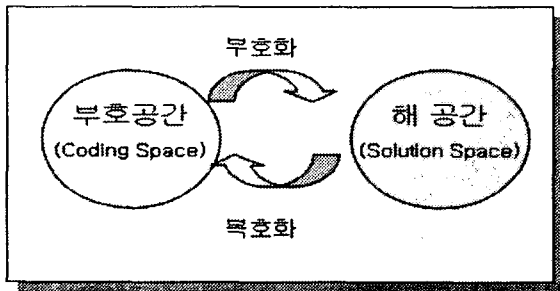 부호화
부호공간
(Coding Space)
해 공간
(Solution Space)
복호화